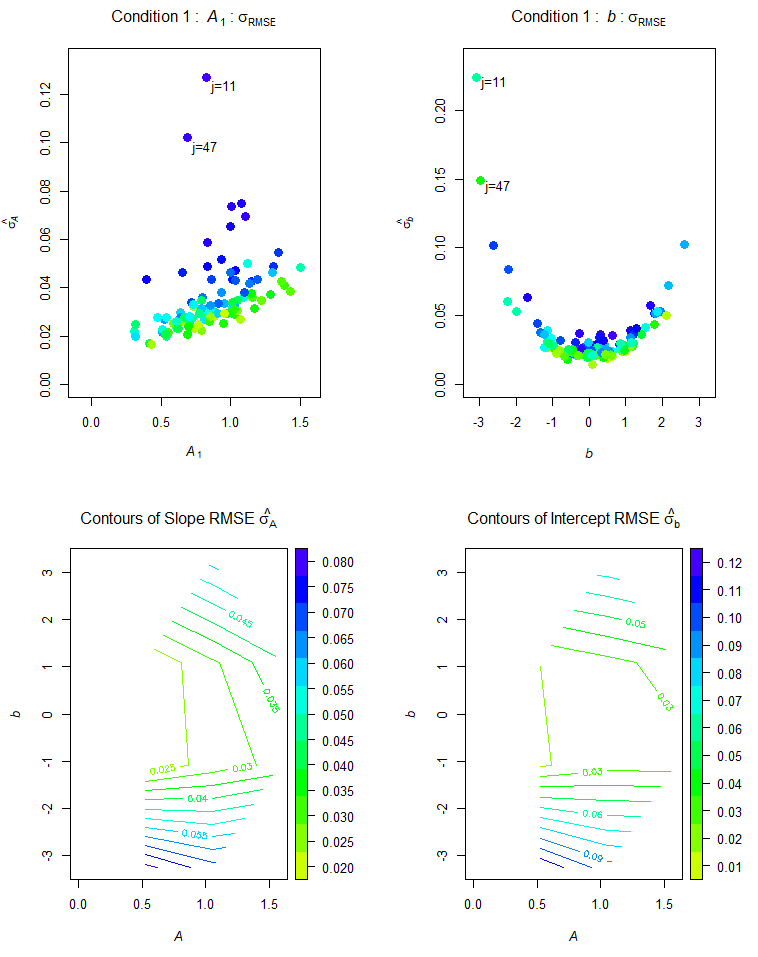 Condition 1 : A1 : σRMSE
0.00 0.02 0.04 0.06 0.08 0.10 0.12
σ̂A
j=11
j=47
0.0 0.5 1.0 1.5
A1
Condition 1 : b : σRMSE
0.00 0.05 0.10 0.15 0.20
σ̂b
j=11
j=47
-3 -2 -1 0 1 2 3
b
Contours of Slope RMSE σ̂A
-3 -2 -1 0 1 2 3
b
0.045
0.035
0.025
0.03
0.04
0.055
0.0 0.5 1.0 1.5
A
0.080
0.075
0.070
0.065
0.060
0.055
0.050
0.045
0.040
0.035
0.030
0.025
0.020
Contours of Intercept RMSE σ̂b
-3 -2 -1 0 1 2 3
b
0.05
0.03
0.03
0.06
0.09
0.0 0.5 1.0 1.5
A
0.12
0.11
0.10
0.09
0.08
0.07
0.06
0.05
0.04
0.03
0.02
0.01